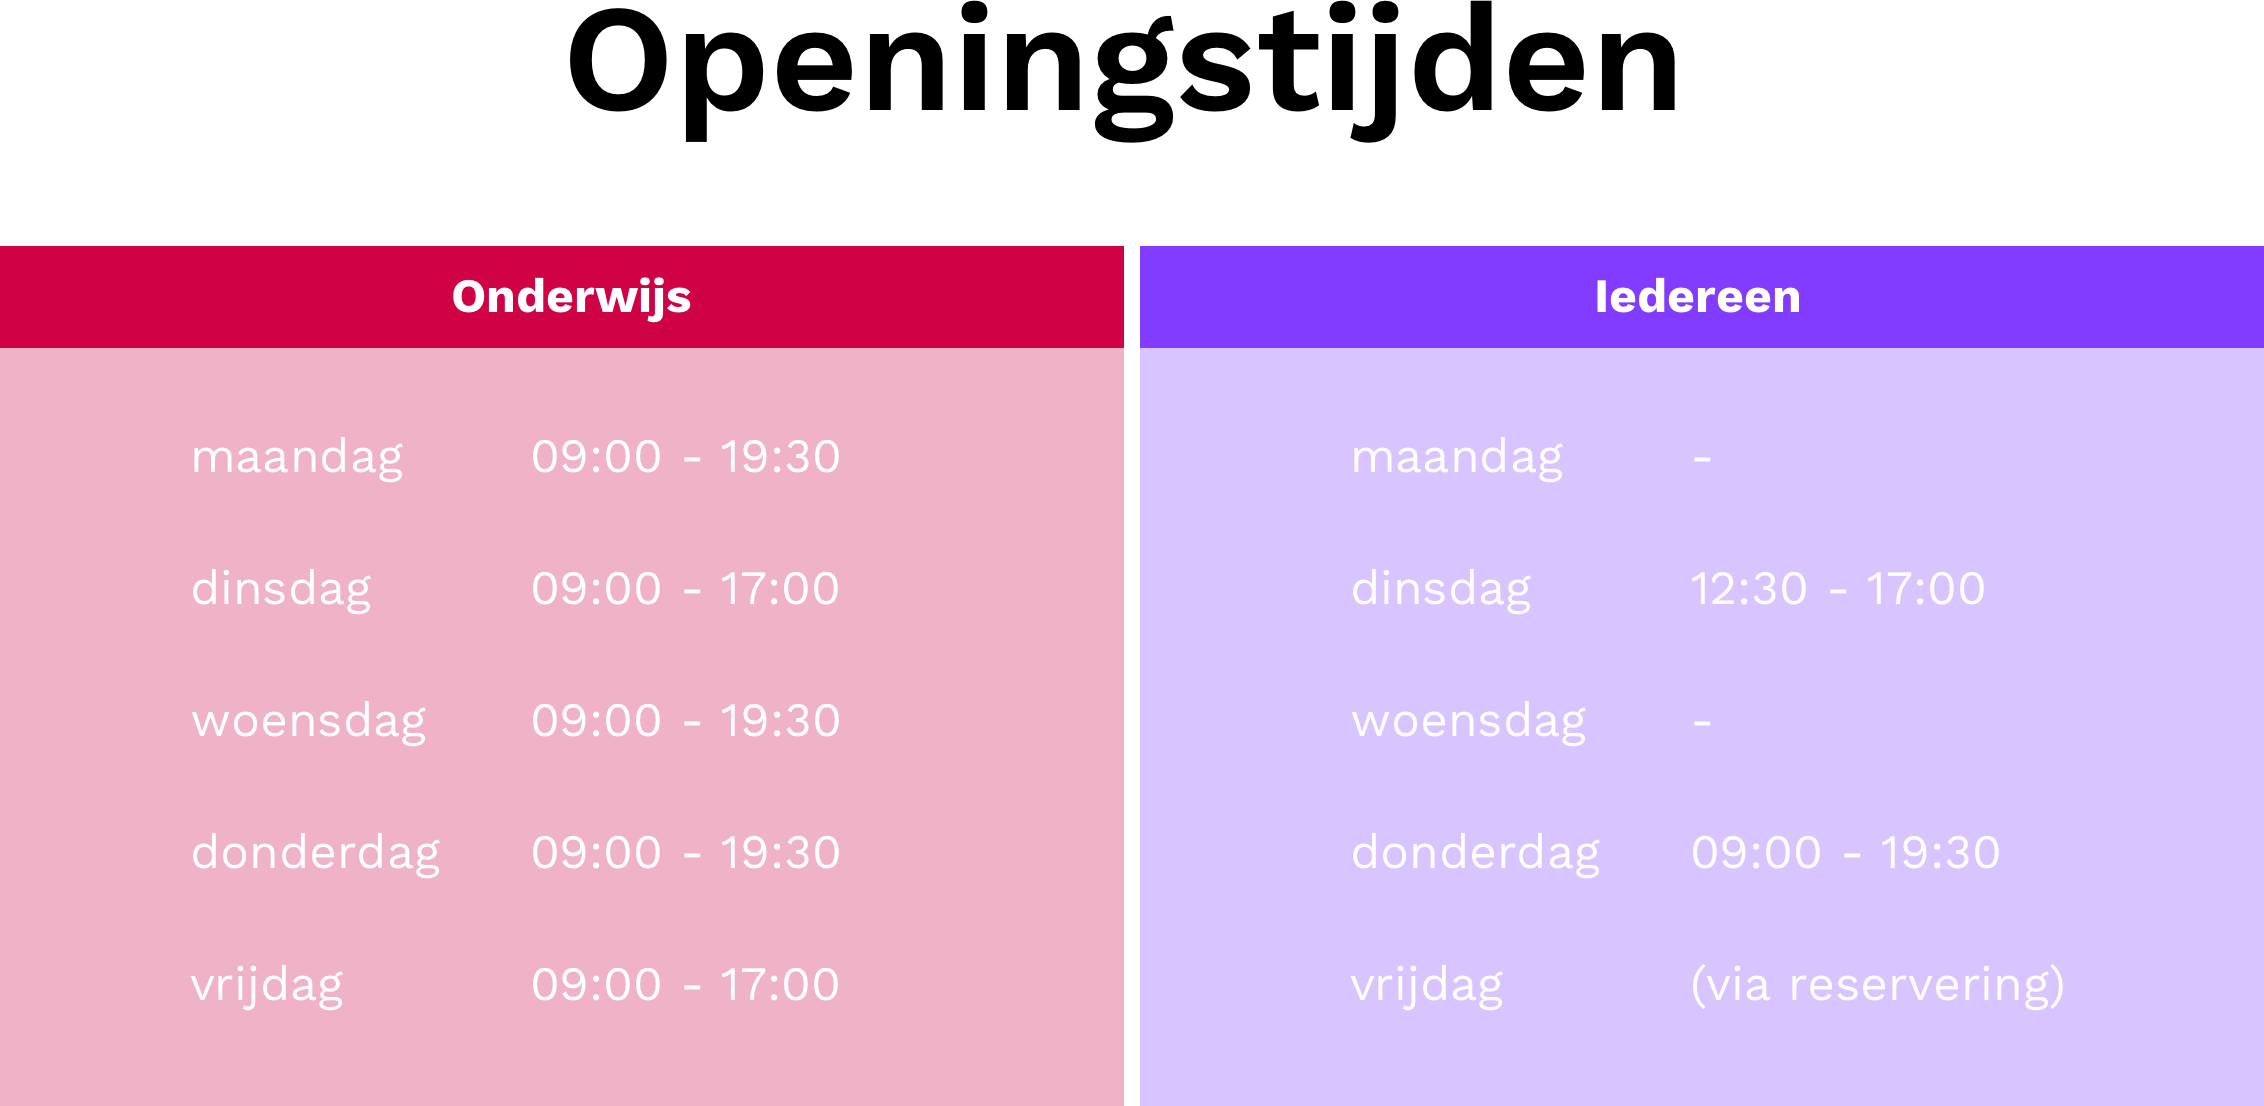 Openingstijden
Onderwijs
maandag 09:00 - 19:30
dinsdag 09:00 - 17:00
woensdag 09:00 - 19:30
donderdag 09:00 - 19:30
vrijdag 09:00 - 17:00
Iedereen
maandag -
dinsdag 12:30 - 17:00
woensdag -
donderdag 09:00 - 19:30
vrijdag (via reservering)